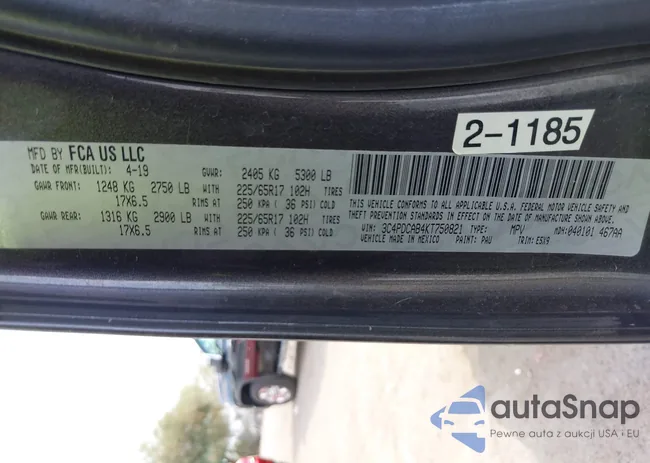 2-1185
MFD BY FCA US LLC
DATE OF MFR(BUILT): 4-19 GVWR: 2405 KG 5300 LB
GAWR FRONT: 1248 KG 2750 LB WITH 225/65R17 102H TIRES
17X6.5 RIMS AT 250 KPA ( 36 PSI) COLD
GAWR REAR: 1316 KG 2900 LB WITH 225/65R17 102H TIRES
17X6.5 RIMS AT 250 KPA ( 36 PSI) COLD
THIS VEHICLE CONFORMS TO ALL APPLICABLE U.S.A. FEDERAL MOTOR VEHICLE SAFETY AND
THEFT PREVENTION STANDARDS IN EFFECT ON THE DATE OF MANUFACTURE SHOWN ABOVE.
VIN: 3C4PDCAB4KT750821 TYPE: MPV MDH: 040101 467AA
VEHICLE MADE IN MEXICO PAINT: PAU TRIM: E5X9
autaSnap
Pewne auta z aukcji USA i EU